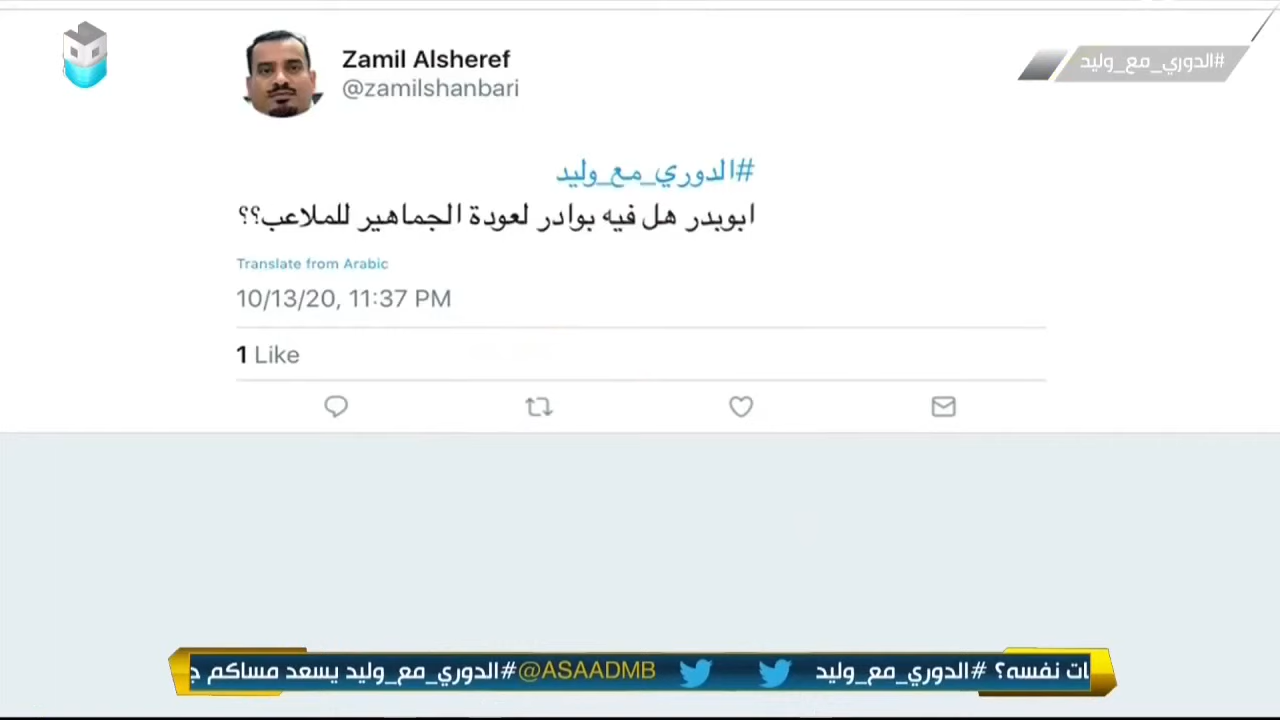 #الدوري_مع_وليد
Zamil Alsheref
@zamilshanbari
#الدوري_مع_وليد
ابوبدر هل فيه بوادر لعودة الجماهير للملاعب؟؟
Translate from Arabic
10/13/20, 11:37 PM
1 Like
ات نفسه؟ #الدوري_مع_وليد
@ASAADMB #الدوري_مع_وليد يسعد مساكم